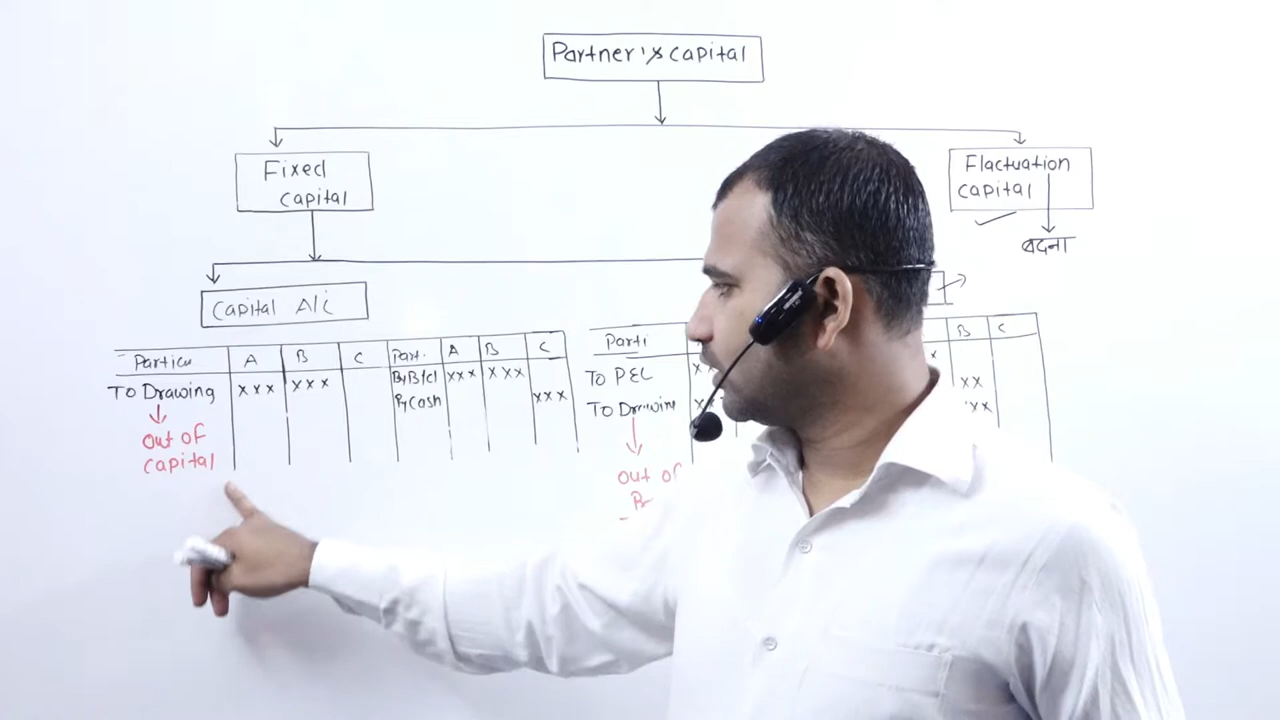 Partner's capital
Fixed
capital
Flactuation
capital
बदना
Capital A/c
Particu A B C Part. A B C
To Drawing xxx xxx By B/d xxx xxx
By Cash xxx
out of
capital
Parti
B C
To PEC
xx
To Drawing
xx
out of